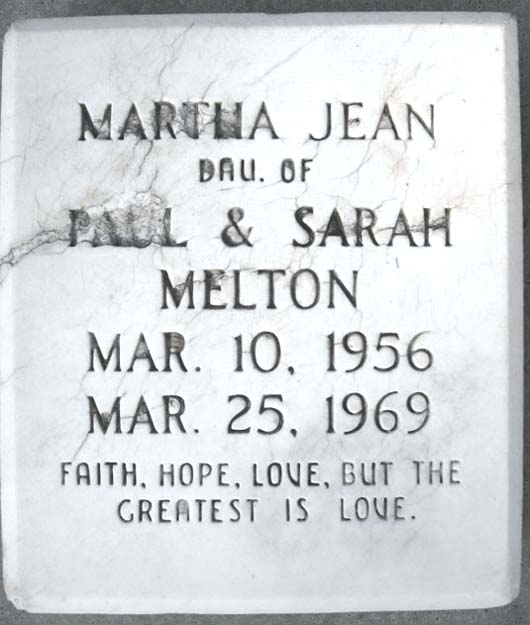 MARTHA JEAN
DAU. OF
PAUL & SARAH
MELTON
MAR. 10, 1956
MAR. 25, 1969
FAITH, HOPE, LOVE, BUT THE
GREATEST IS LOVE.